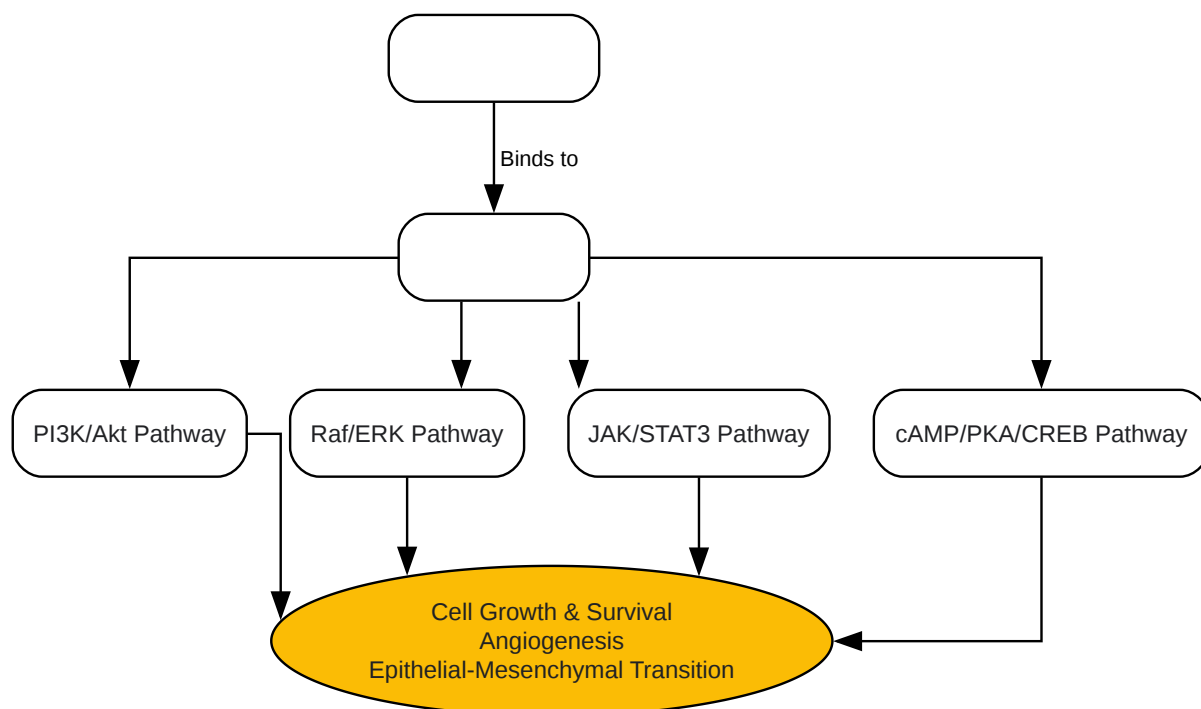 Binds to
PI3K/Akt Pathway
Raf/ERK Pathway
JAK/STAT3 Pathway
cAMP/PKA/CREB Pathway
Cell Growth & Survival
Angiogenesis
Epithelial-Mesenchymal Transition